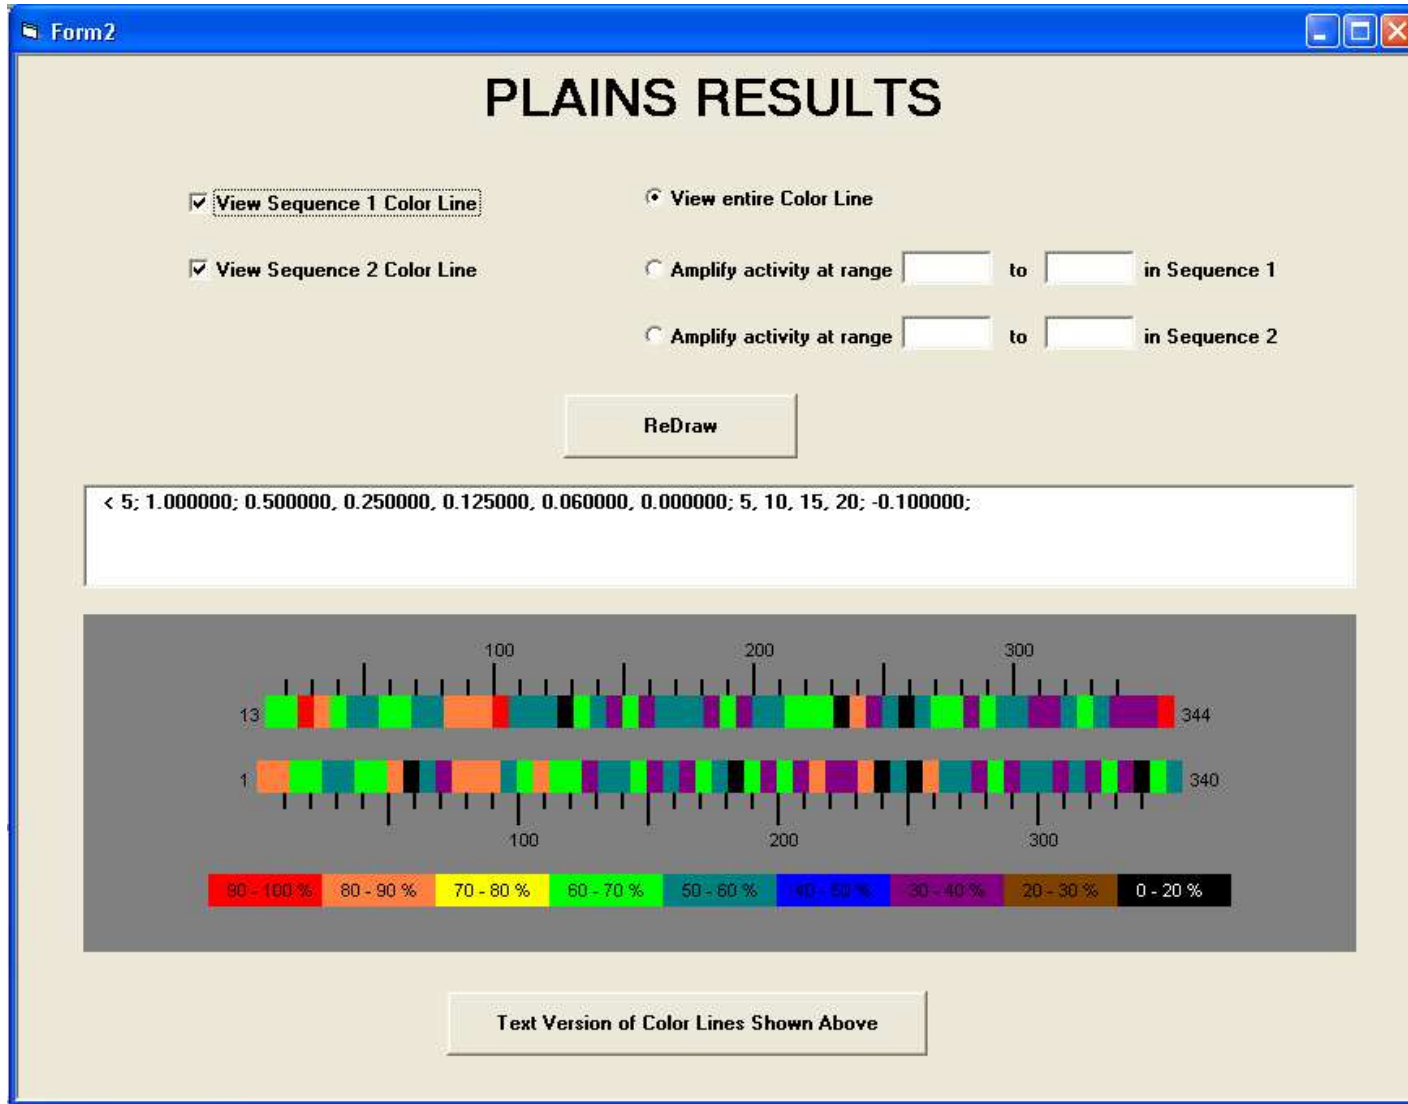 Form2
PLAINS RESULTS
View Sequence 1 Color Line
View entire Color Line
View Sequence 2 Color Line
Amplify activity at range to in Sequence 1
Amplify activity at range to in Sequence 2
ReDraw
< 5; 1.000000; 0.500000, 0.250000, 0.125000, 0.060000, 0.000000; 5, 10, 15, 20; -0.100000;
100 200 300
13 344
1 340
100 200 300
90 - 100 % 80 - 90 % 70 - 80 % 60 - 70 % 50 - 60 % 40 - 50 % 30 - 40 % 20 - 30 % 0 - 20 %
Text Version of Color Lines Shown Above